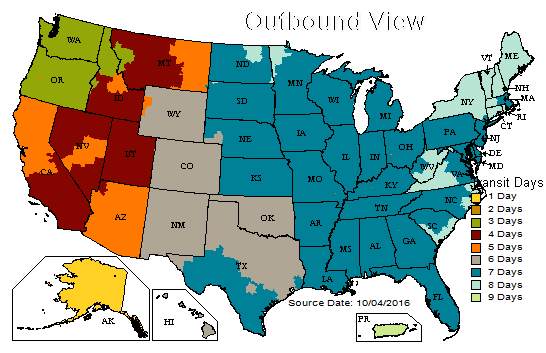 Outbound View
WA
OR
CA
NV
ID
MT
UT
AZ
WY
CO
NM
ND
SD
NE
KS
OK
TX
MN
IA
MO
AR
LA
WI
IL
MI
IN
OH
KY
TN
MS
AL
GA
FL
SC
NC
VA
WV
PA
NY
VT
ME
NH
MA
RI
CT
NJ
DE
MD
AK
HI
PR
ransit Days
1 Day
2 Days
3 Days
4 Days
5 Days
6 Days
7 Days
8 Days
9 Days
Source Date: 10/04/2016